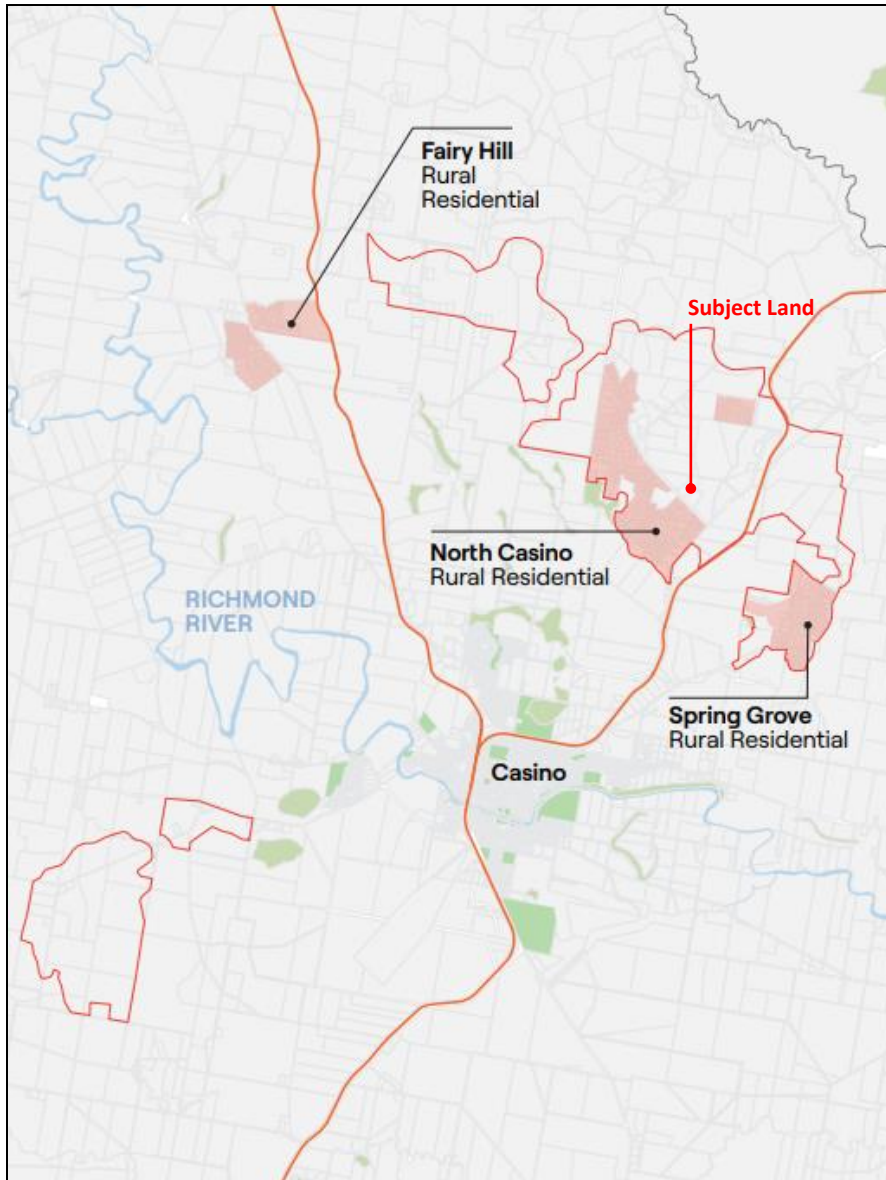 Fairy Hill
Rural
Residential
Subject Land
North Casino
Rural Residential
RICHMOND
RIVER
Spring Grove
Rural Residential
Casino